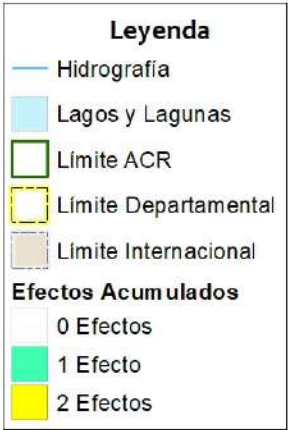 Leyenda
Hidrografía
Lagos y Lagunas
Límite ACR
Límite Departamental
Límite Internacional
Efectos Acumulados
0 Efectos
1 Efecto
2 Efectos